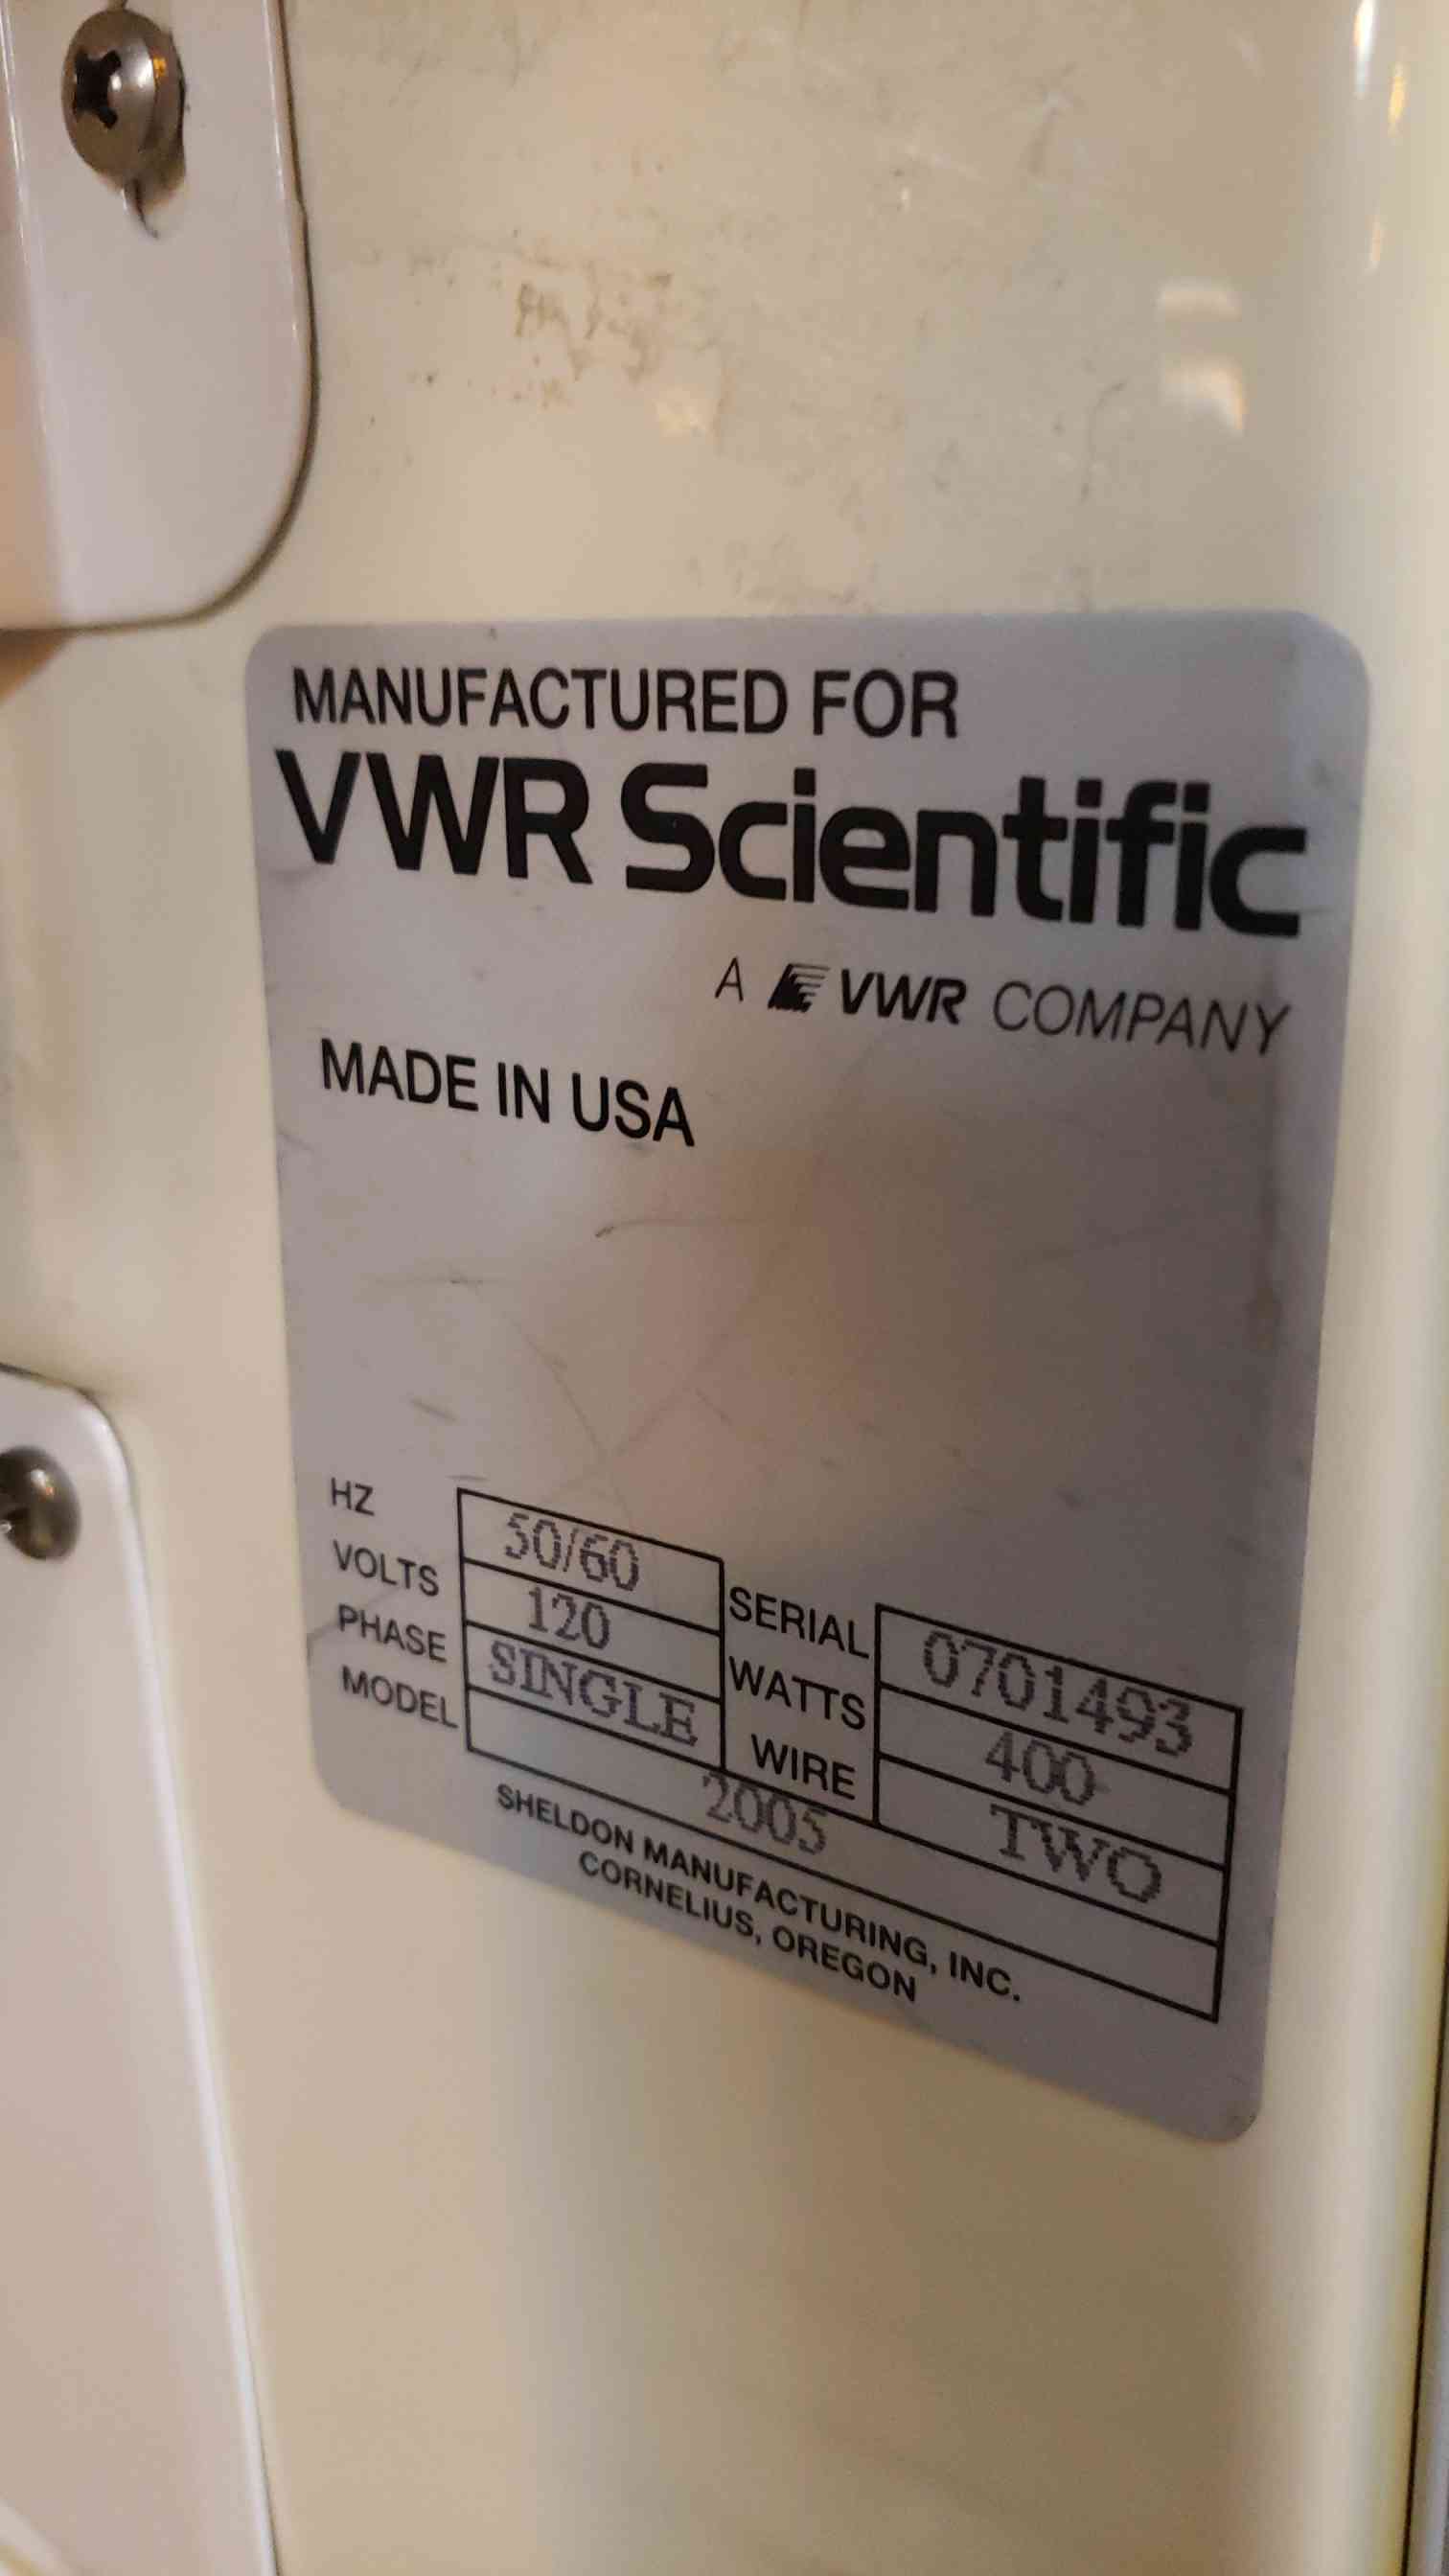 MANUFACTURED FOR
VWR Scientific
A VWR COMPANY
MADE IN USA
HZ 50/60
VOLTS 120 SERIAL 0701493
PHASE SINGLE WATTS 400
MODEL 2005 WIRE TWO
SHELDON MANUFACTURING, INC.
CORNELIUS, OREGON